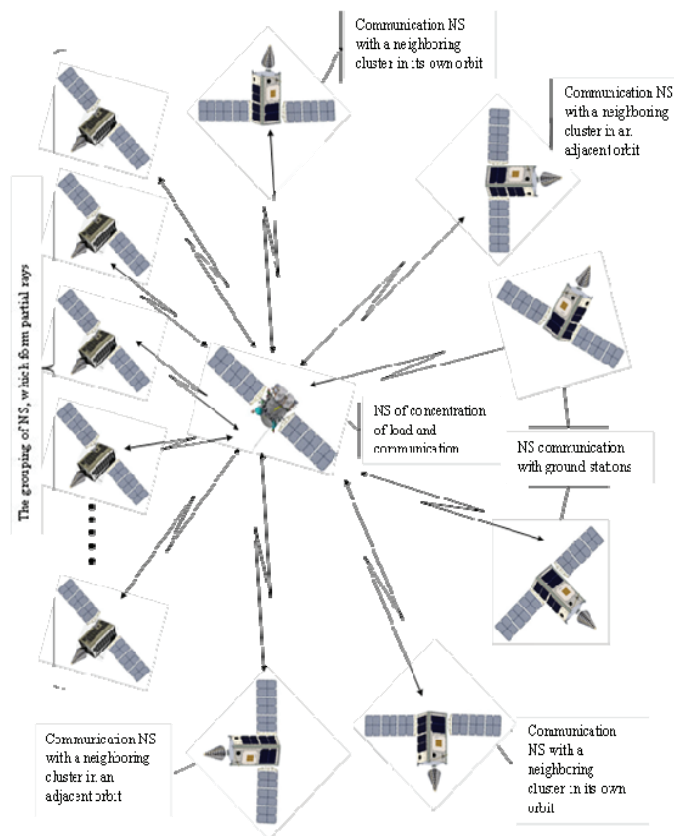 Communication NS
with a neighboring
cluster in its own orbit
Communication NS
with a neighboring
cluster in an
adjacent orbit
The grouping of NS, which form partial rays
NS of concentration
of load and
communication
NS communication
with ground stations
Communication NS
with a neighboring
cluster in an
adjacent orbit
Communication
NS with a
neighboring
cluster in its own
orbit